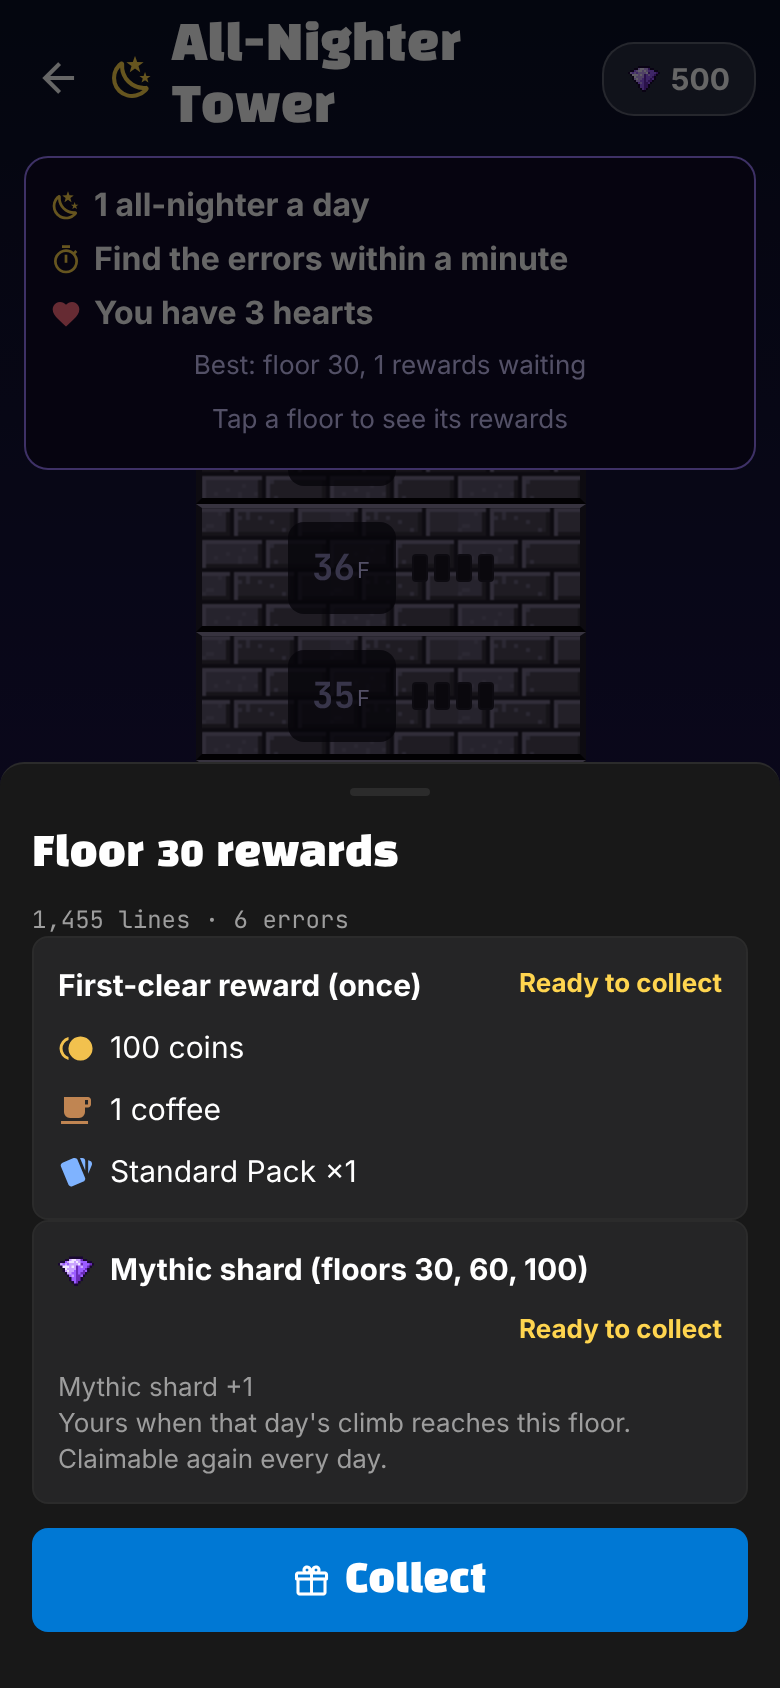 All-Nighter
Tower
500
1 all-nighter a day
Find the errors within a minute
You have 3 hearts
Best: floor 30, 1 rewards waiting
Tap a floor to see its rewards
36F
35F
Floor 30 rewards
1,455 lines · 6 errors
First-clear reward (once)
Ready to collect
100 coins
1 coffee
Standard Pack ×1
Mythic shard (floors 30, 60, 100)
Ready to collect
Mythic shard +1
Yours when that day's climb reaches this floor.
Claimable again every day.
Collect